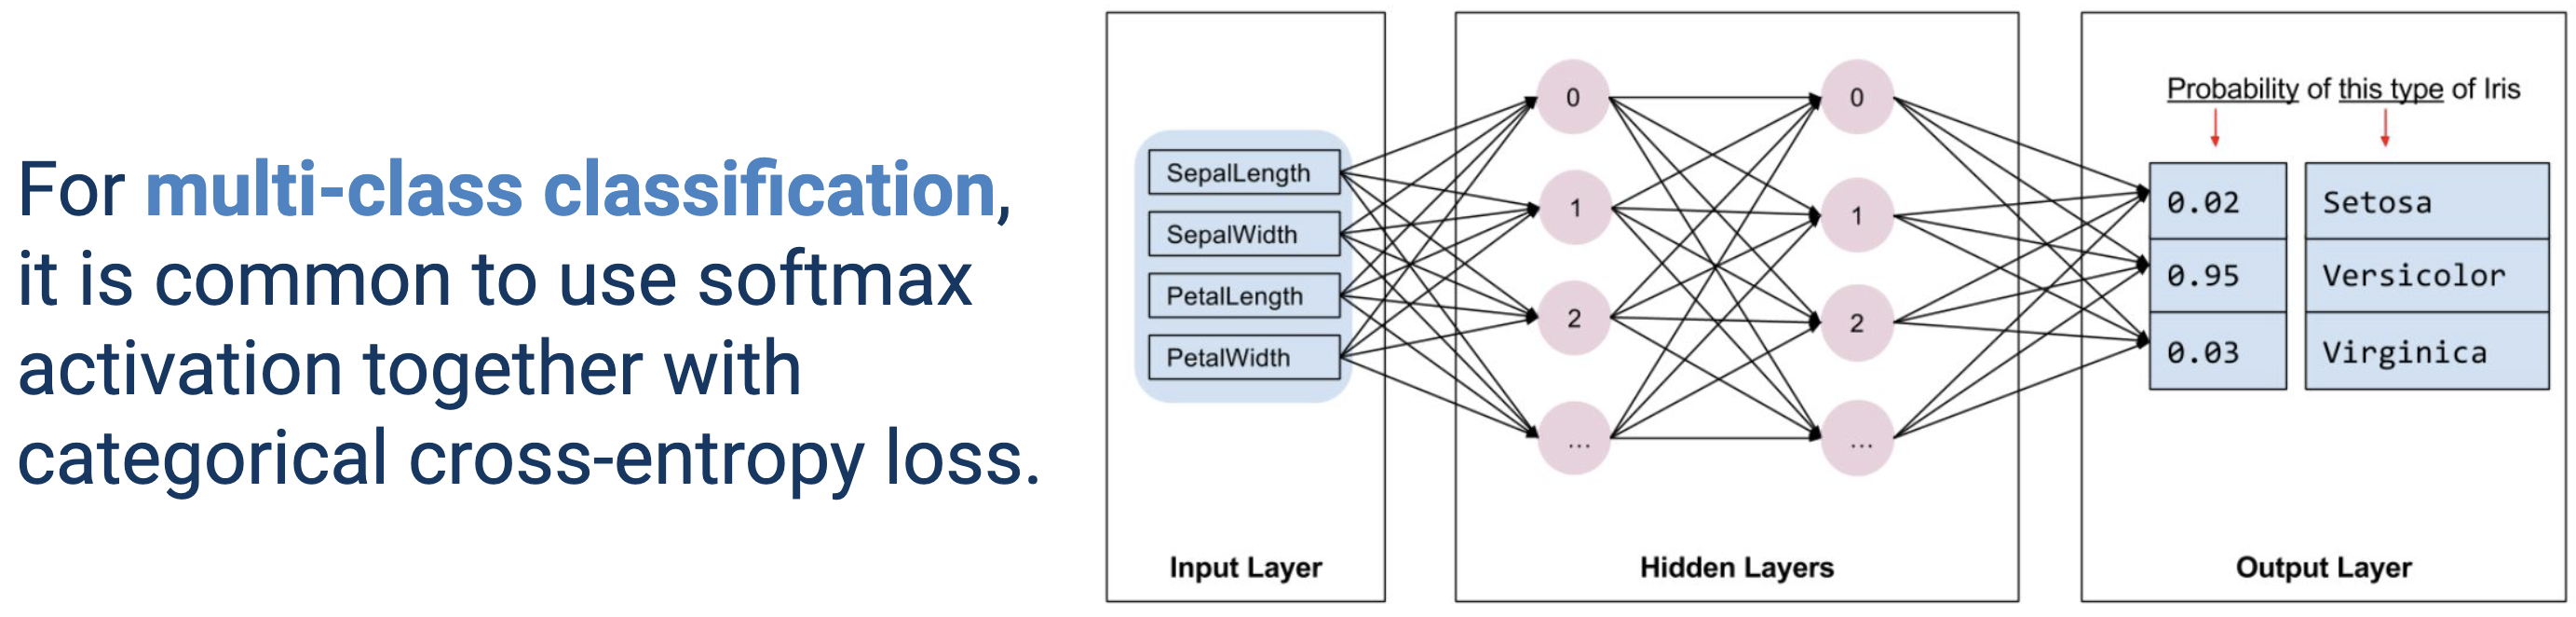 For multi-class classification,
it is common to use softmax
activation together with
categorical cross-entropy loss.
SepalLength
SepalWidth
PetalLength
PetalWidth
Input Layer
0
1
2
...
0
1
2
...
Hidden Layers
Probability of this type of Iris
0.02 Setosa
0.95 Versicolor
0.03 Virginica
Output Layer